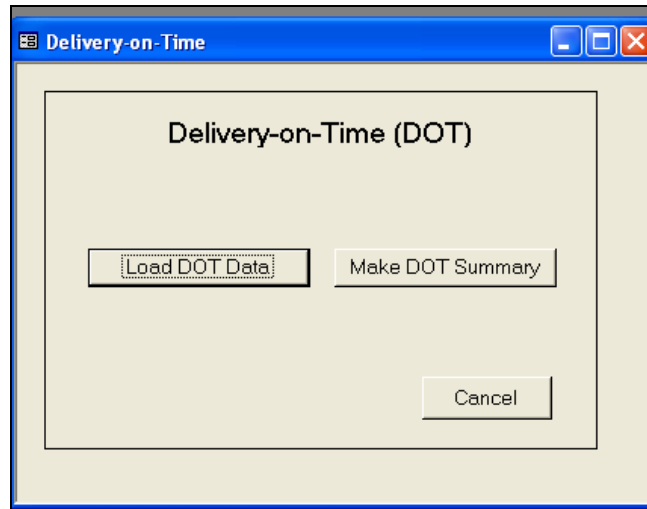 Delivery-on-Time
Delivery-on-Time (DOT)
Load DOT Data Make DOT Summary
Cancel